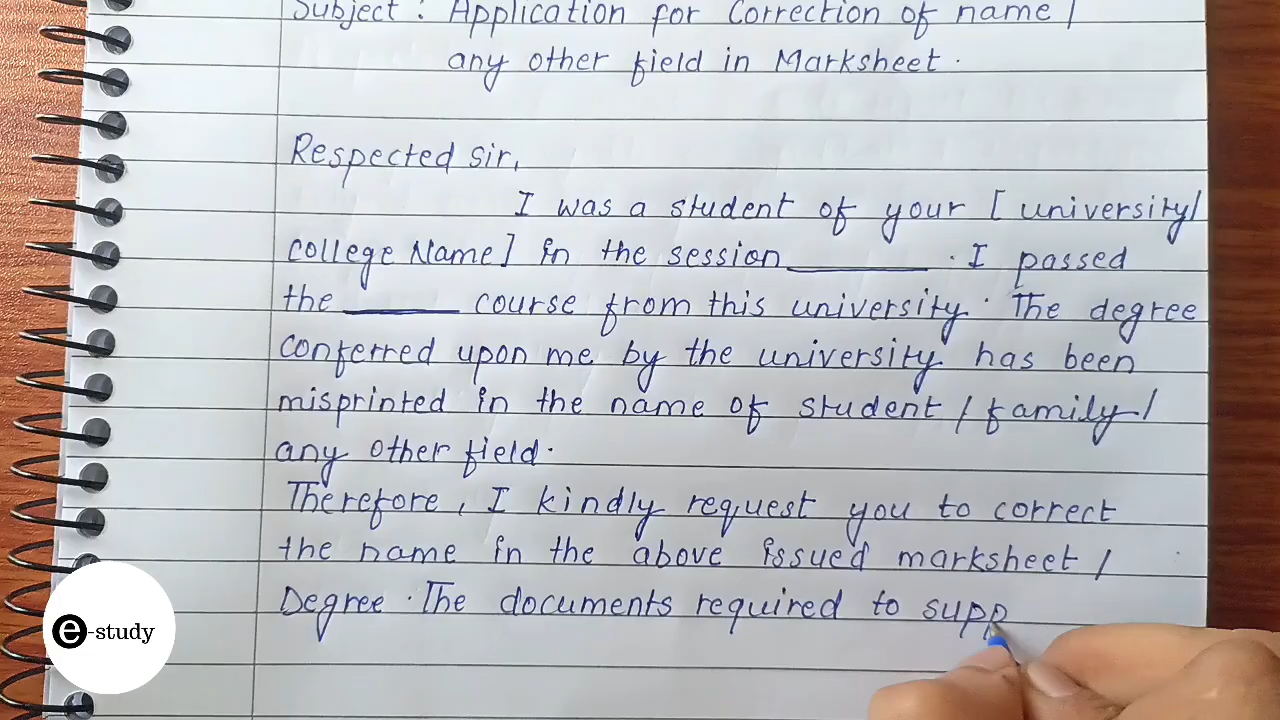 Subject : Application for Correction of name /
any other field in Marksheet.
Respected Sir,
I was a student of your [ university/
college Name] in the session ________ . I passed
the ______ course from this university. The degree
conferred upon me by the university has been
misprinted in the name of student / family /
any other field.
Therefore, I kindly request you to correct
the name in the above issued marksheet /
Degree. The documents required to supp
e-study